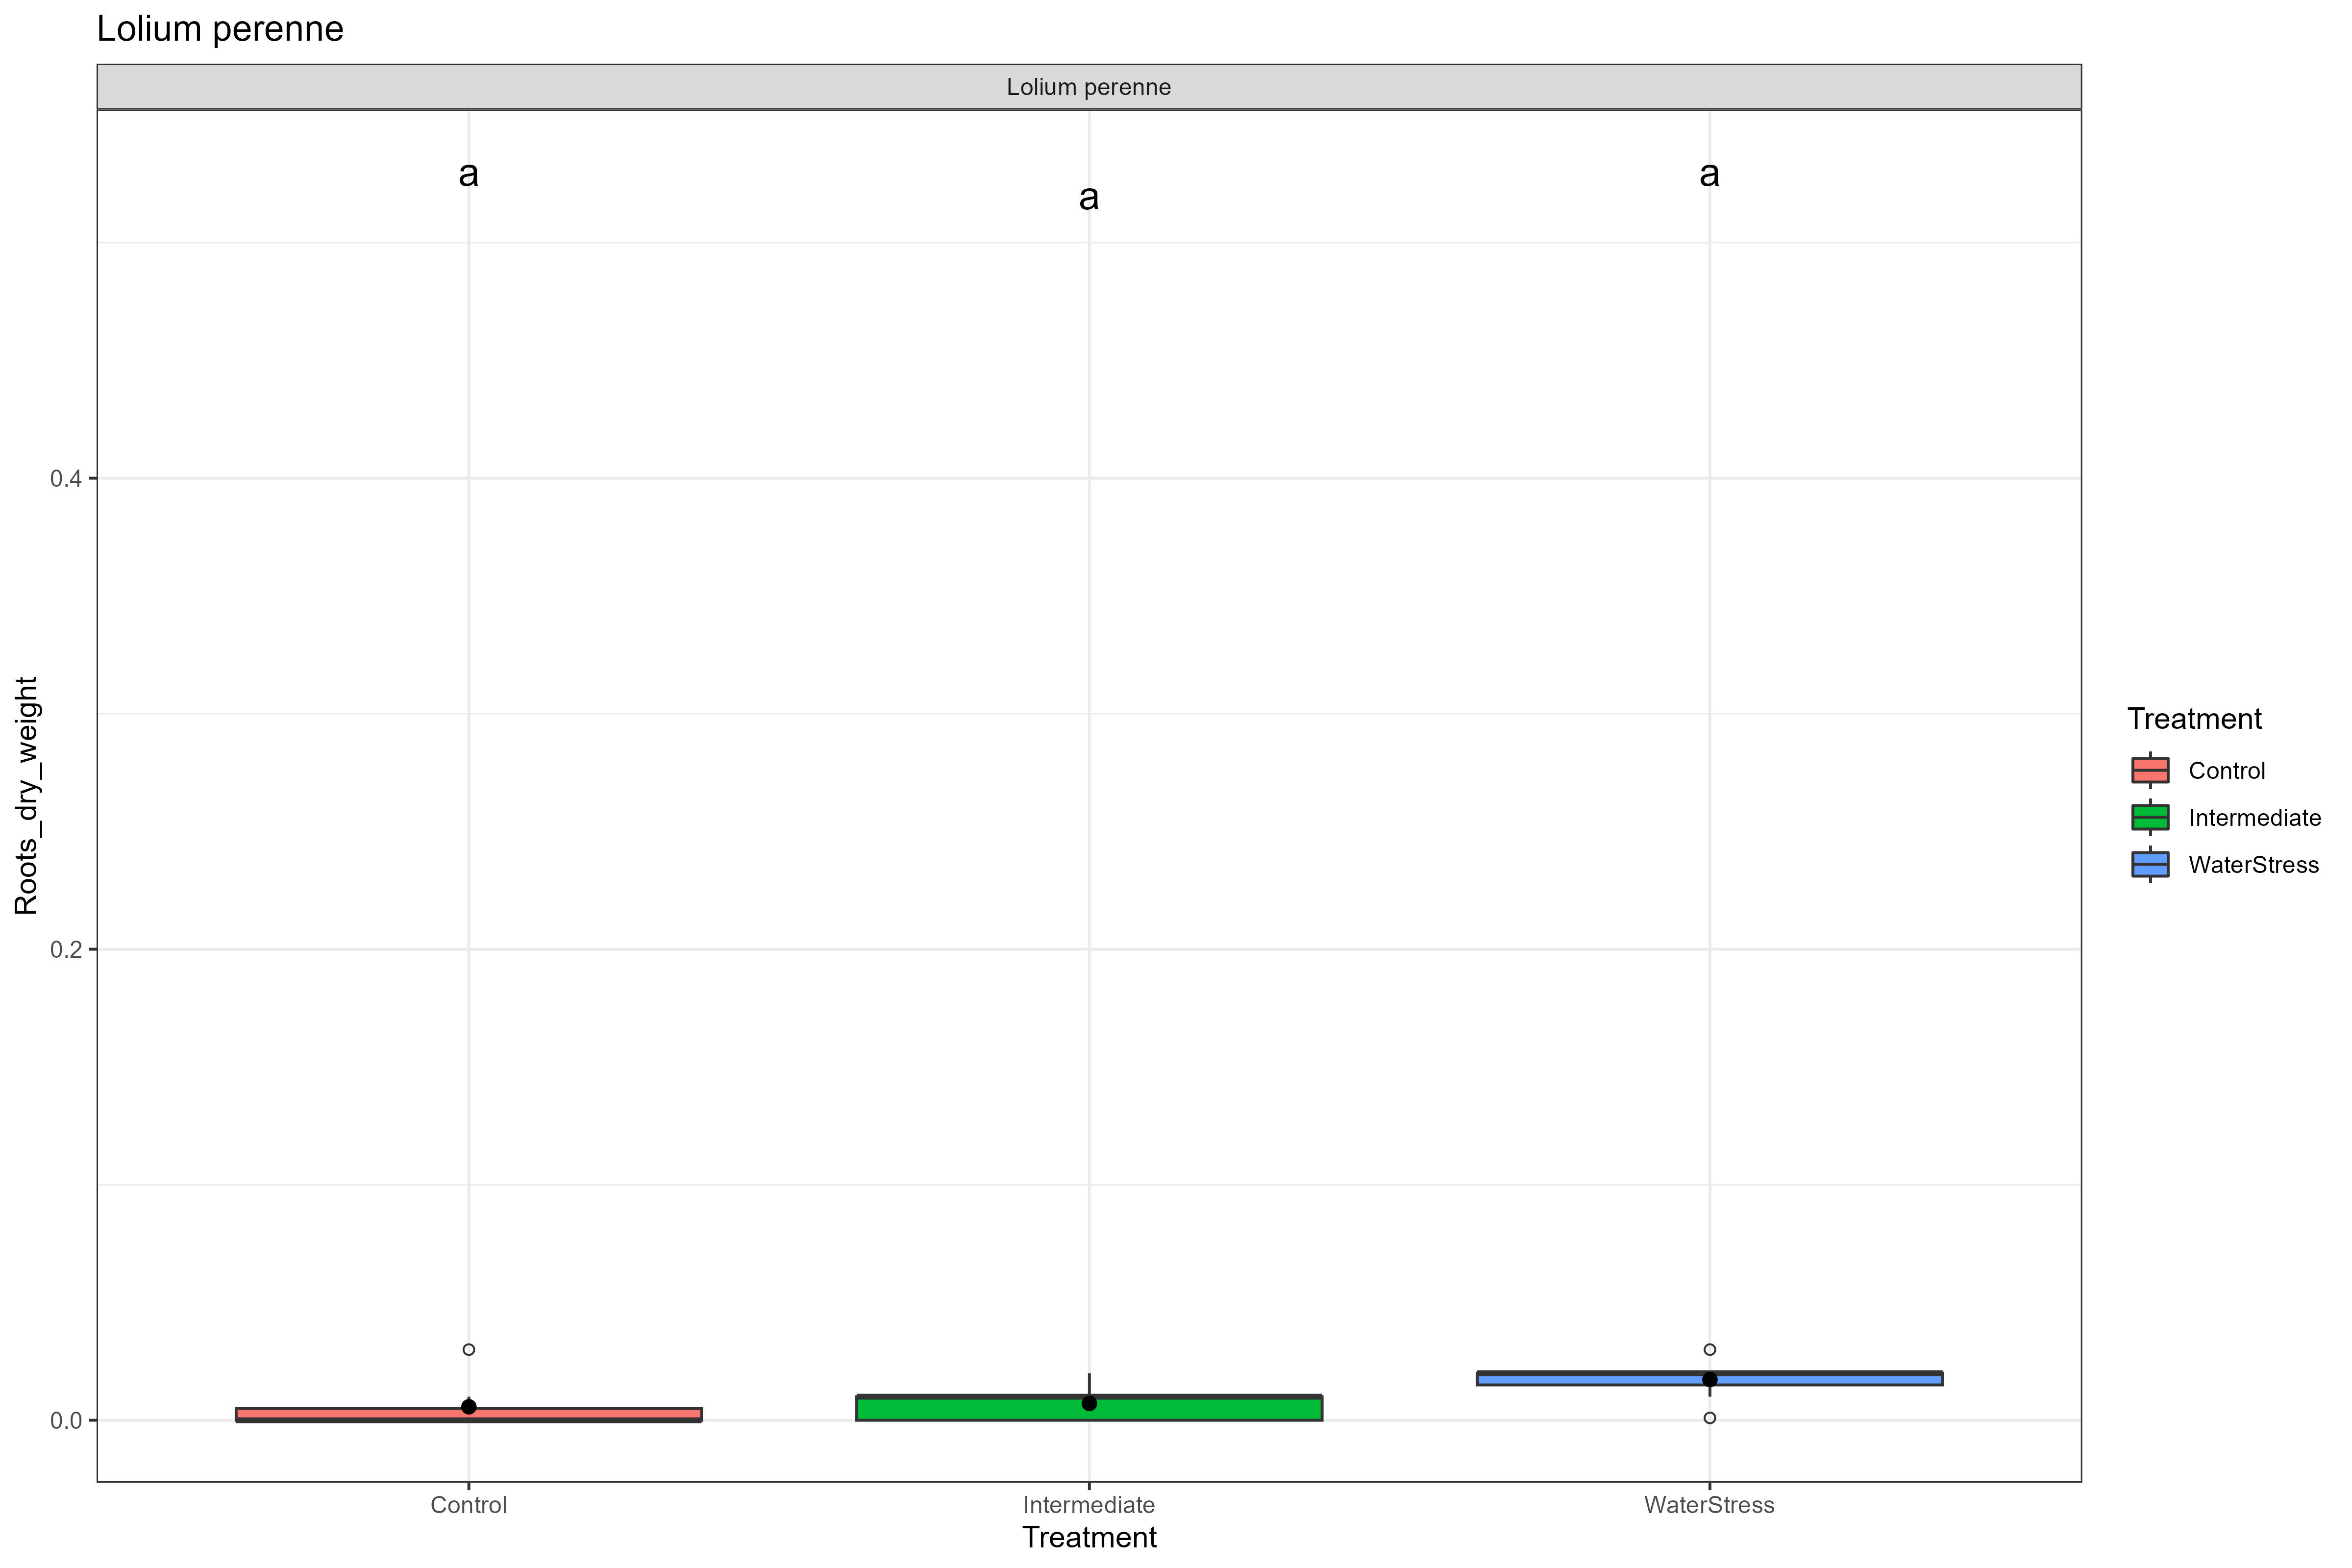 Lolium perenne
Lolium perenne
a
a
a
0.4
0.2
0.0
Roots_dry_weight
Control
Intermediate
WaterStress
Treatment
Treatment
Control
Intermediate
WaterStress